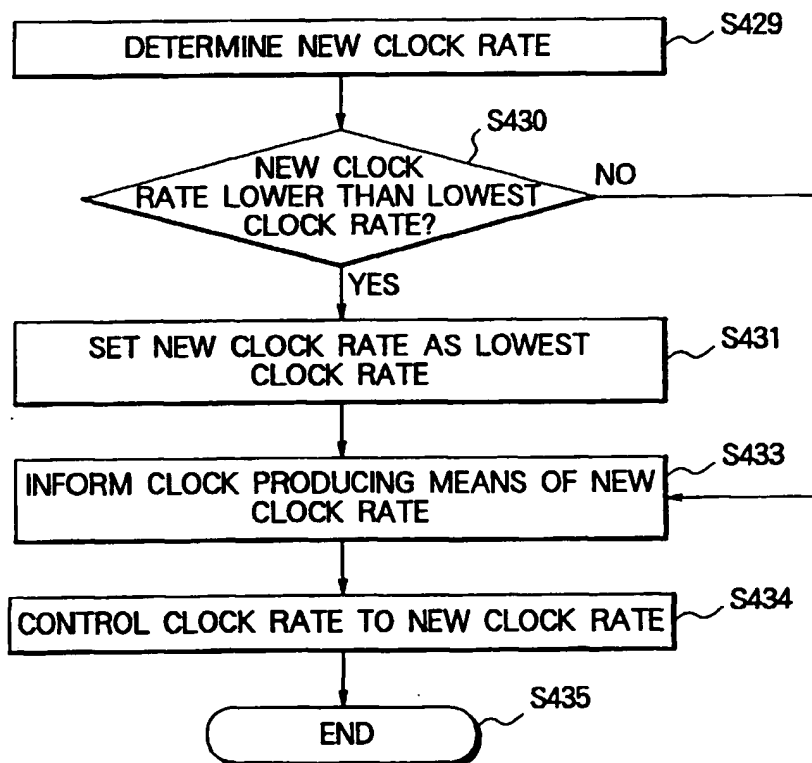 DETERMINE NEW CLOCK RATE
S429
S430
NEW CLOCK
RATE LOWER THAN LOWEST
CLOCK RATE?
NO
YES
SET NEW CLOCK RATE AS LOWEST
CLOCK RATE
S431
INFORM CLOCK PRODUCING MEANS OF NEW
CLOCK RATE
S433
CONTROL CLOCK RATE TO NEW CLOCK RATE
S434
END
S435